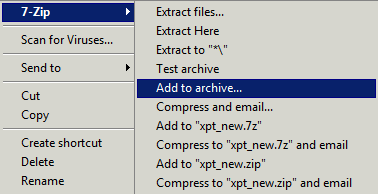 7-Zip
Scan for Viruses...
Send to
Cut
Copy
Create shortcut
Delete
Rename
Extract files...
Extract Here
Extract to "*\"
Test archive
Add to archive...
Compress and email...
Add to "xpt_new.7z"
Compress to "xpt_new.7z" and email
Add to "xpt_new.zip"
Compress to "xpt_new.zip" and email